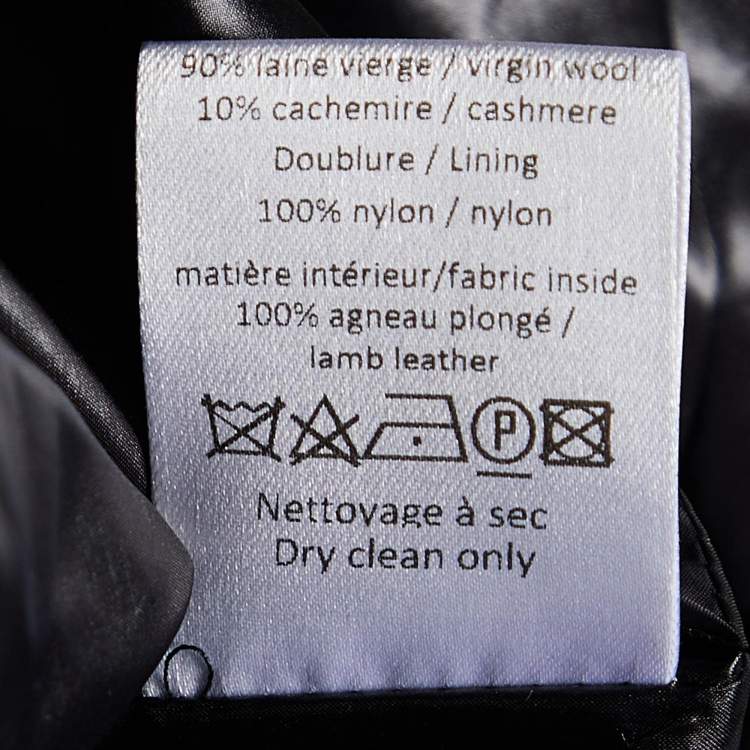 90% laine vierge / virgin wool
10% cachemire / cashmere
Doublure / Lining
100% nylon / nylon
matière intérieur/fabric inside
100% agneau plongé /
lamb leather
P
Nettoyage à sec
Dry clean only